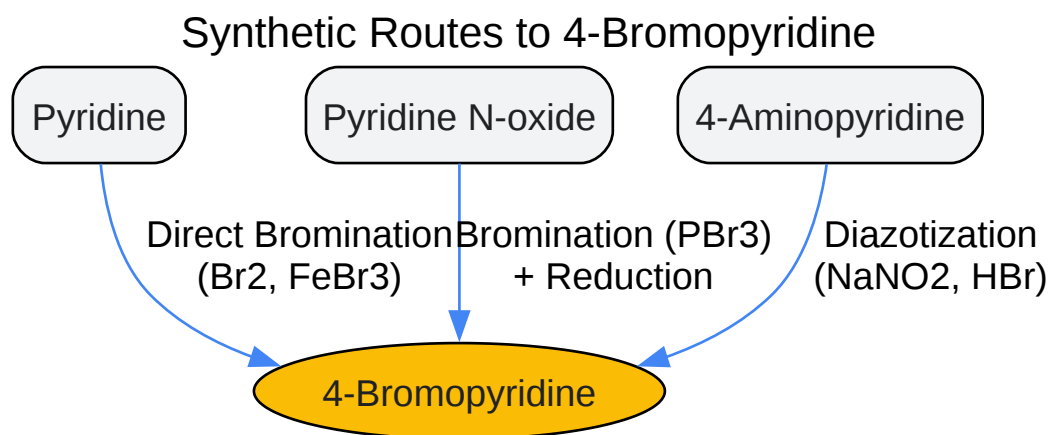 Synthetic Routes to 4-Bromopyridine
Pyridine
Pyridine N-oxide
4-Aminopyridine
Direct Bromination
(Br2, FeBr3)
Bromination (PBr3)
+ Reduction
Diazotization
(NaNO2, HBr)
4-Bromopyridine